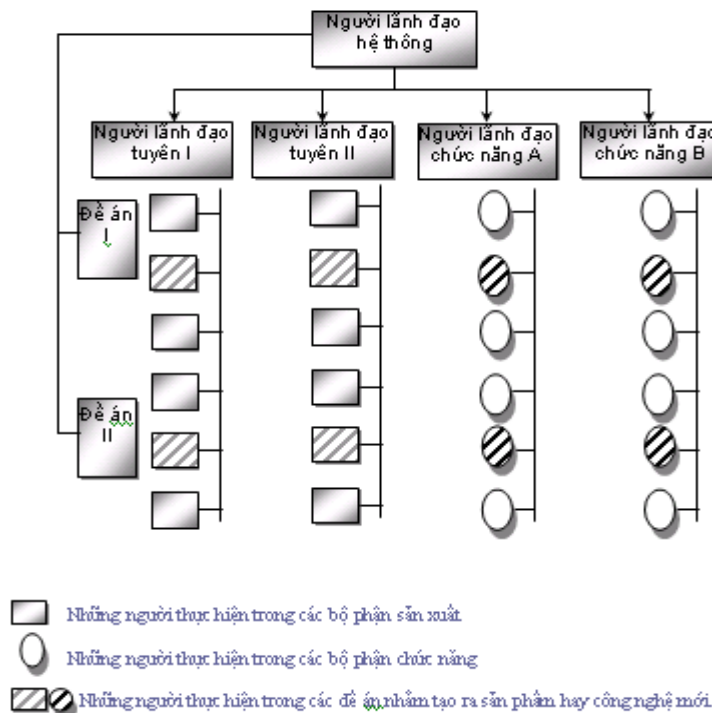 Người lãnh đạo
hệ thông
Người lãnh đạo
tuyên I
Người lãnh đạo
tuyên II
Người lãnh đạo
chức năng A
Người lãnh đạo
chức năng B
Đề án
I
Đề án
II
Những người thực hiện trong các bộ phận sản xuất
Những người thực hiện trong các bộ phận chức năng
Những người thực hiện trong các đề án nhằm tạo ra sản phẩm hay công nghệ mới.